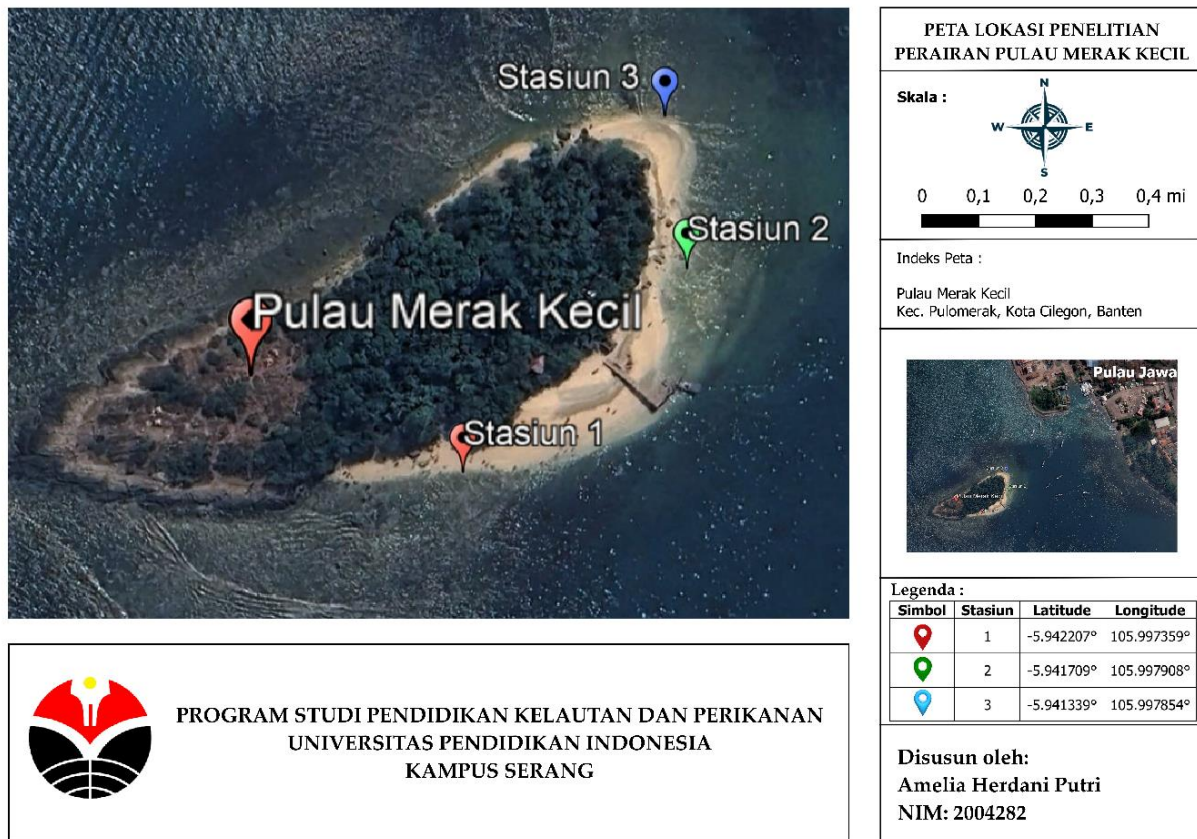 Stasiun 3
Stasiun 2
Pulau Merak Kecil
Stasiun 1
PROGRAM STUDI PENDIDIKAN KELAUTAN DAN PERIKANAN
UNIVERSITAS PENDIDIKAN INDONESIA
KAMPUS SERANG
PETA LOKASI PENELITIAN
PERAIRAN PULAU MERAK KECIL
Skala :
N
W E
S
0 0,1 0,2 0,3 0,4 mi
Indeks Peta :
Pulau Merak Kecil
Kec. Pulomerak, Kota Cilegon, Banten
Pulau Jawa
Pulau Merak Kecil
Legenda :
Simbol Stasiun Latitude Longitude
1 -5.942207° 105.997359°
2 -5.941709° 105.997908°
3 -5.941339° 105.997854°
Disusun oleh:
Amelia Herdani Putri
NIM: 2004282